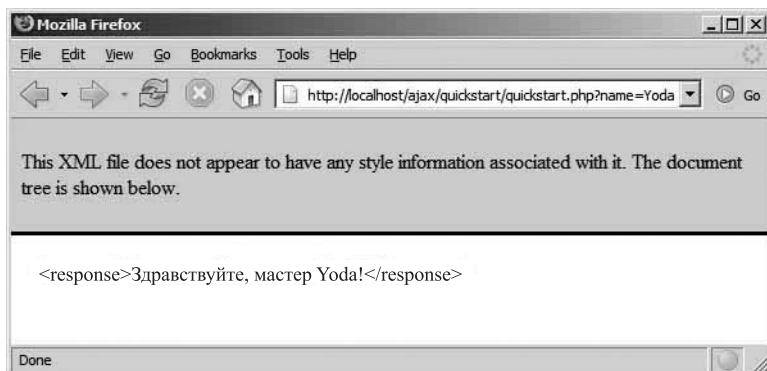 Mozilla Firefox
File Edit View Go Bookmarks Tools Help
http://localhost/ajax/quickstart/quickstart.php?name=Yoda Go
This XML file does not appear to have any style information associated with it. The document
tree is shown below.
<response>Здравствуйте, мастер Yoda!</response>
Done